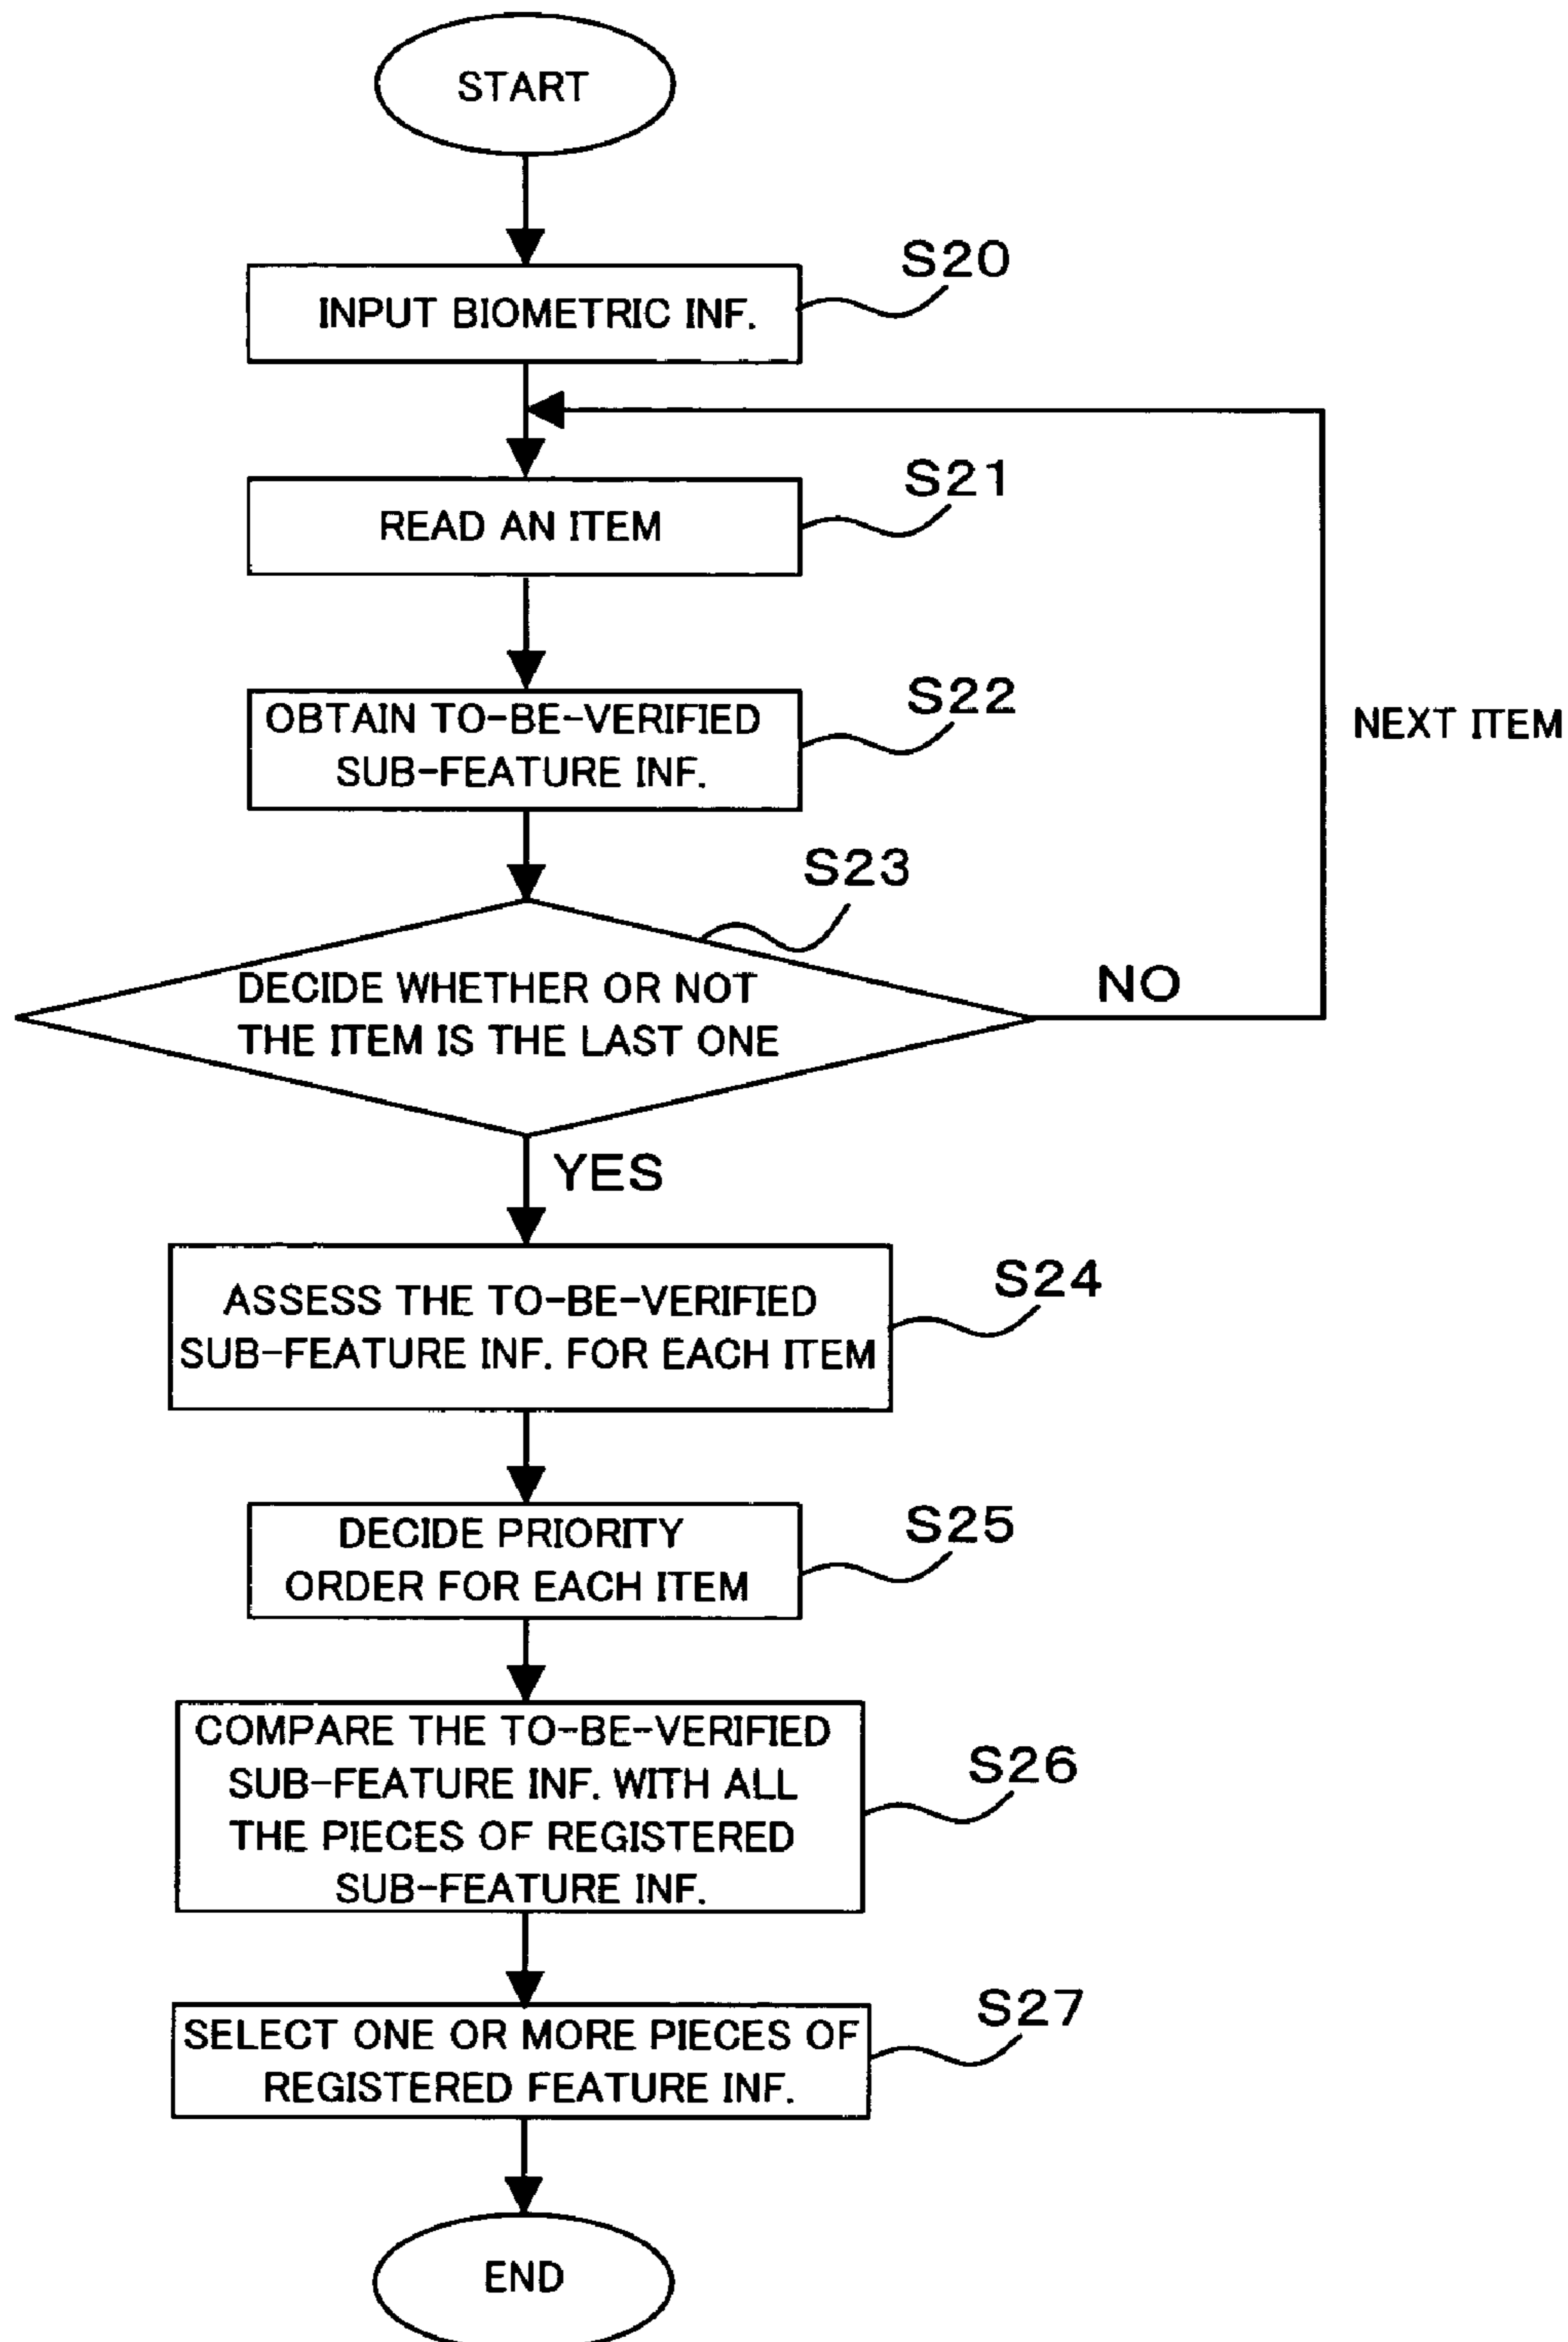 START
S20
INPUT BIOMETRIC INF.
S21
READ AN ITEM
S22
OBTAIN TO-BE-VERIFIED
SUB-FEATURE INF.
NEXT ITEM
S23
DECIDE WHETHER OR NOT
THE ITEM IS THE LAST ONE
NO
YES
S24
ASSESS THE TO-BE-VERIFIED
SUB-FEATURE INF. FOR EACH ITEM
S25
DECIDE PRIORITY
ORDER FOR EACH ITEM
S26
COMPARE THE TO-BE-VERIFIED
SUB-FEATURE INF. WITH ALL
THE PIECES OF REGISTERED
SUB-FEATURE INF.
S27
SELECT ONE OR MORE PIECES OF
REGISTERED FEATURE INF.
END